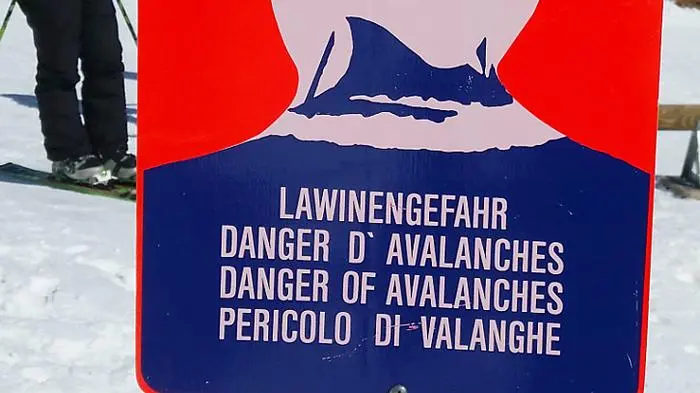 LAWINENGEFAHR
DANGER D` AVALANCHES
DANGER OF AVALANCHES
PERICOLO DI VALANGHE